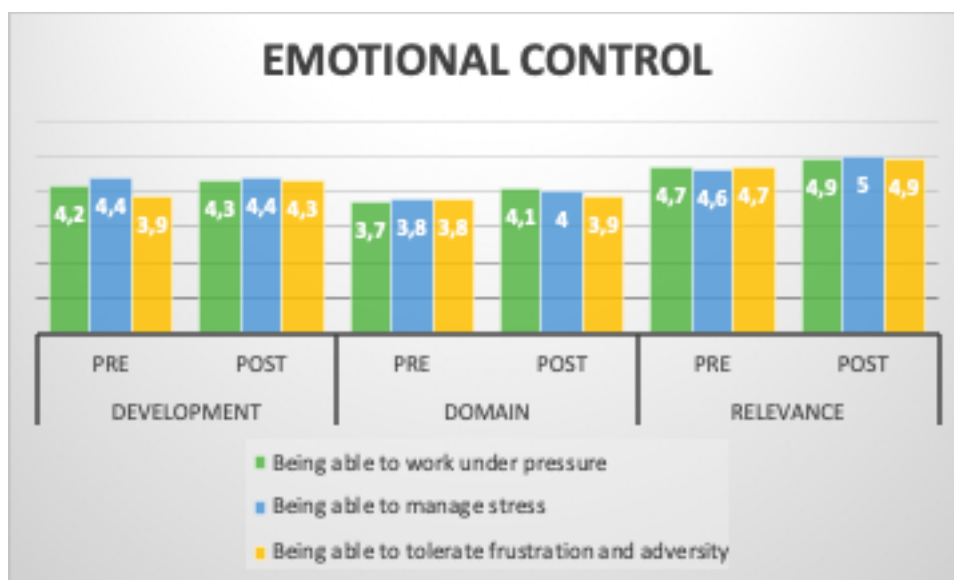 EMOTIONAL CONTROL
4,2 4,4 3,9 4,3 4,4 4,3 3,7 3,8 3,8 4,1 4 3,9 4,7 4,6 4,7 4,9 5 4,9
PRE POST PRE POST PRE POST
DEVELOPMENT DOMAIN RELEVANCE
Being able to work under pressure
Being able to manage stress
Being able to tolerate frustration and adversity